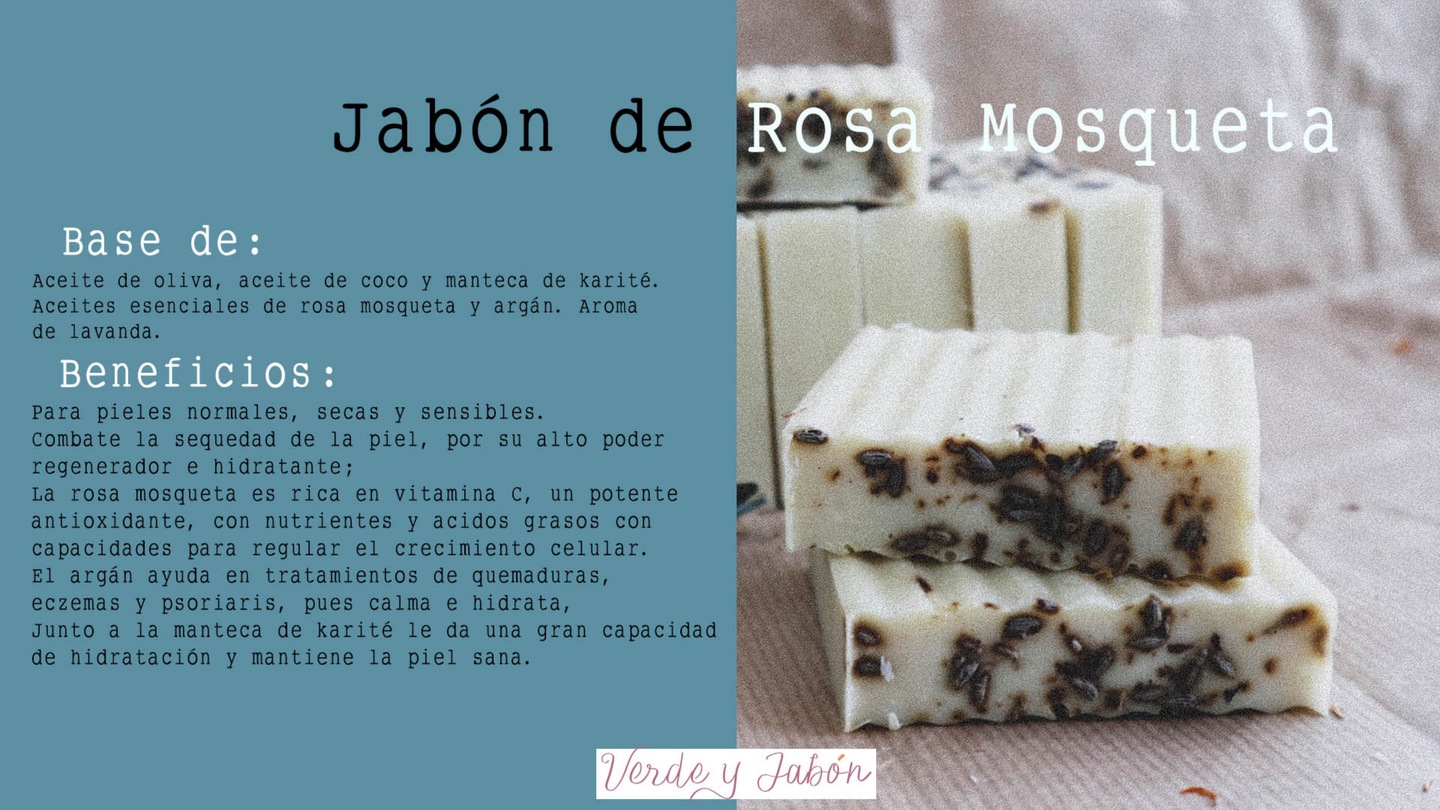 Jabón de Rosa Mosqueta
Base de:
Aceite de oliva, aceite de coco y manteca de karité.
Aceites esenciales de rosa mosqueta y argán. Aroma
de lavanda.
Beneficios:
Para pieles normales, secas y sensibles.
Combate la sequedad de la piel, por su alto poder
regenerador e hidratante;
La rosa mosqueta es rica en vitamina C, un potente
antioxidante, con nutrientes y acidos grasos con
capacidades para regular el crecimiento celular.
El argán ayuda en tratamientos de quemaduras,
eczemas y psoriaris, pues calma e hidrata,
Junto a la manteca de karité le da una gran capacidad
de hidratación y mantiene la piel sana.
Verde y Jabón